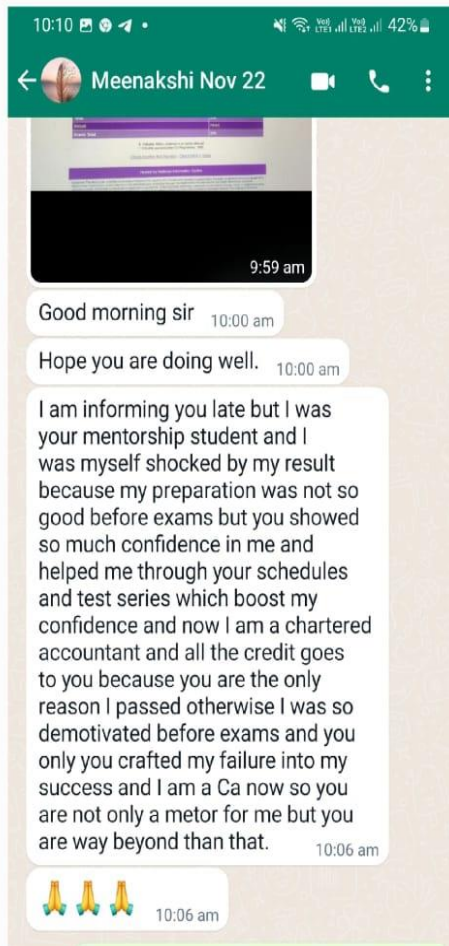 10:10
42%
Meenakshi Nov 22
9:59 am
Good morning sir 10:00 am
Hope you are doing well. 10:00 am
I am informing you late but I was
your mentorship student and I
was myself shocked by my result
because my preparation was not so
good before exams but you showed
so much confidence in me and
helped me through your schedules
and test series which boost my
confidence and now I am a chartered
accountant and all the credit goes
to you because you are the only
reason I passed otherwise I was so
demotivated before exams and you
only you crafted my failure into my
success and I am a Ca now so you
are not only a metor for me but you
are way beyond than that. 10:06 am
🙏🙏🙏 10:06 am